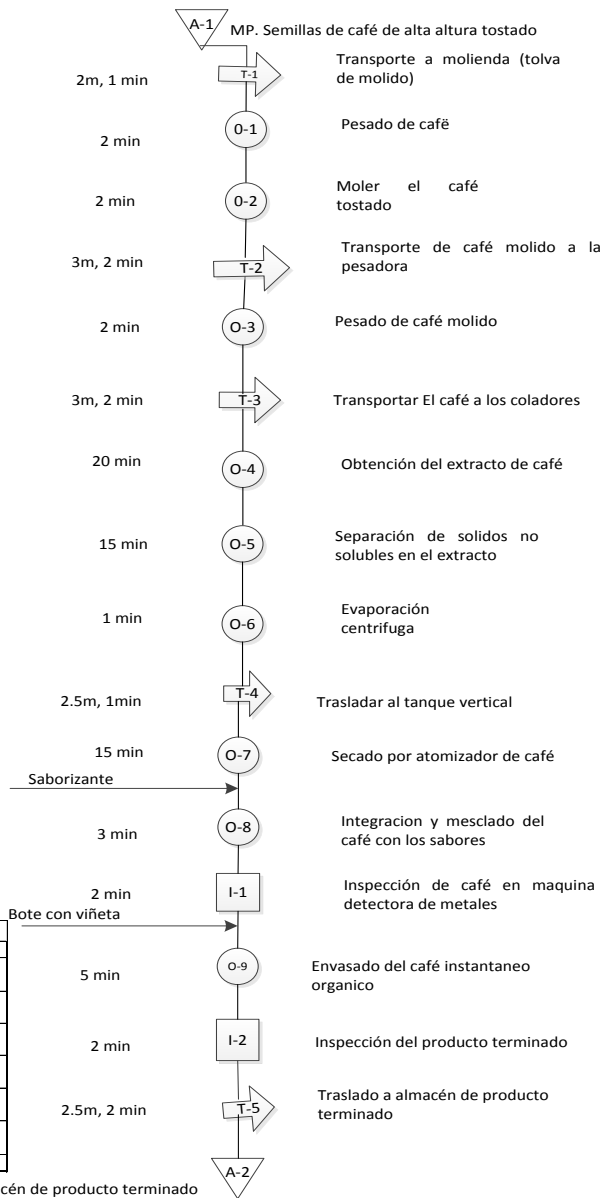 A-1
MP. Semillas de café de alta altura tostado
2m, 1 min
T-1
Transporte a molienda (tolva
de molido)
2 min
0-1
Pesado de cafë
2 min
0-2
Moler el café
tostado
3m, 2 min
T-2
Transporte de café molido a la
pesadora
2 min
O-3
Pesado de café molido
3m, 2 min
T-3
Transportar El café a los coladores
20 min
O-4
Obtención del extracto de café
15 min
O-5
Separación de solidos no
solubles en el extracto
1 min
O-6
Evaporación
centrifuga
2.5m, 1min
T-4
Trasladar al tanque vertical
15 min
O-7
Secado por atomizador de café
Saborizante
3 min
O-8
Integracion y mesclado del
café con los sabores
2 min
I-1
Inspección de café en maquina
detectora de metales
Bote con viñeta
5 min
O-9
Envasado del café instantaneo
organico
2 min
I-2
Inspección del producto terminado
2.5m, 2 min
T-5
Traslado a almacén de producto
terminado
A-2
cén de producto terminado